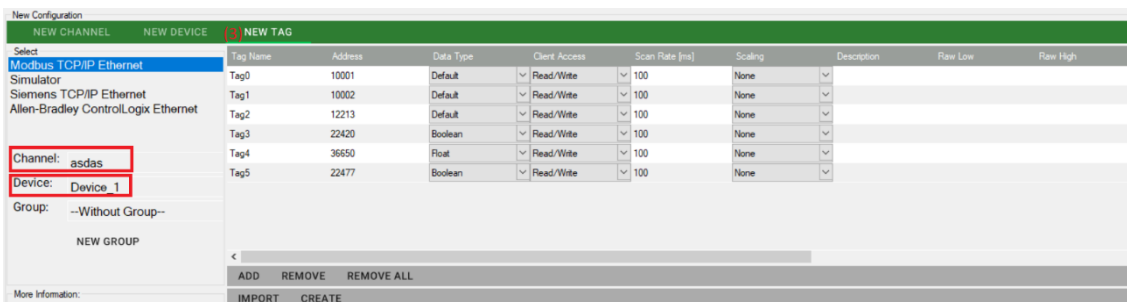 New Configuration
NEW CHANNEL NEW DEVICE (3) NEW TAG
Select
Modbus TCP/IP Ethernet
Simulator
Siemens TCP/IP Ethernet
Allen-Bradley ControlLogix Ethernet
Channel: asdas
Device: Device_1
Group: --Without Group--
NEW GROUP
More Information:
Tag Name Address Data Type Client Access Scan Rate [ms] Scaling Description Raw Low Raw High
Tag0 10001 Default Read/Write 100 None
Tag1 10002 Default Read/Write 100 None
Tag2 12213 Default Read/Write 100 None
Tag3 22420 Boolean Read/Write 100 None
Tag4 36650 Float Read/Write 100 None
Tag5 22477 Boolean Read/Write 100 None
ADD REMOVE REMOVE ALL
IMPORT CREATE